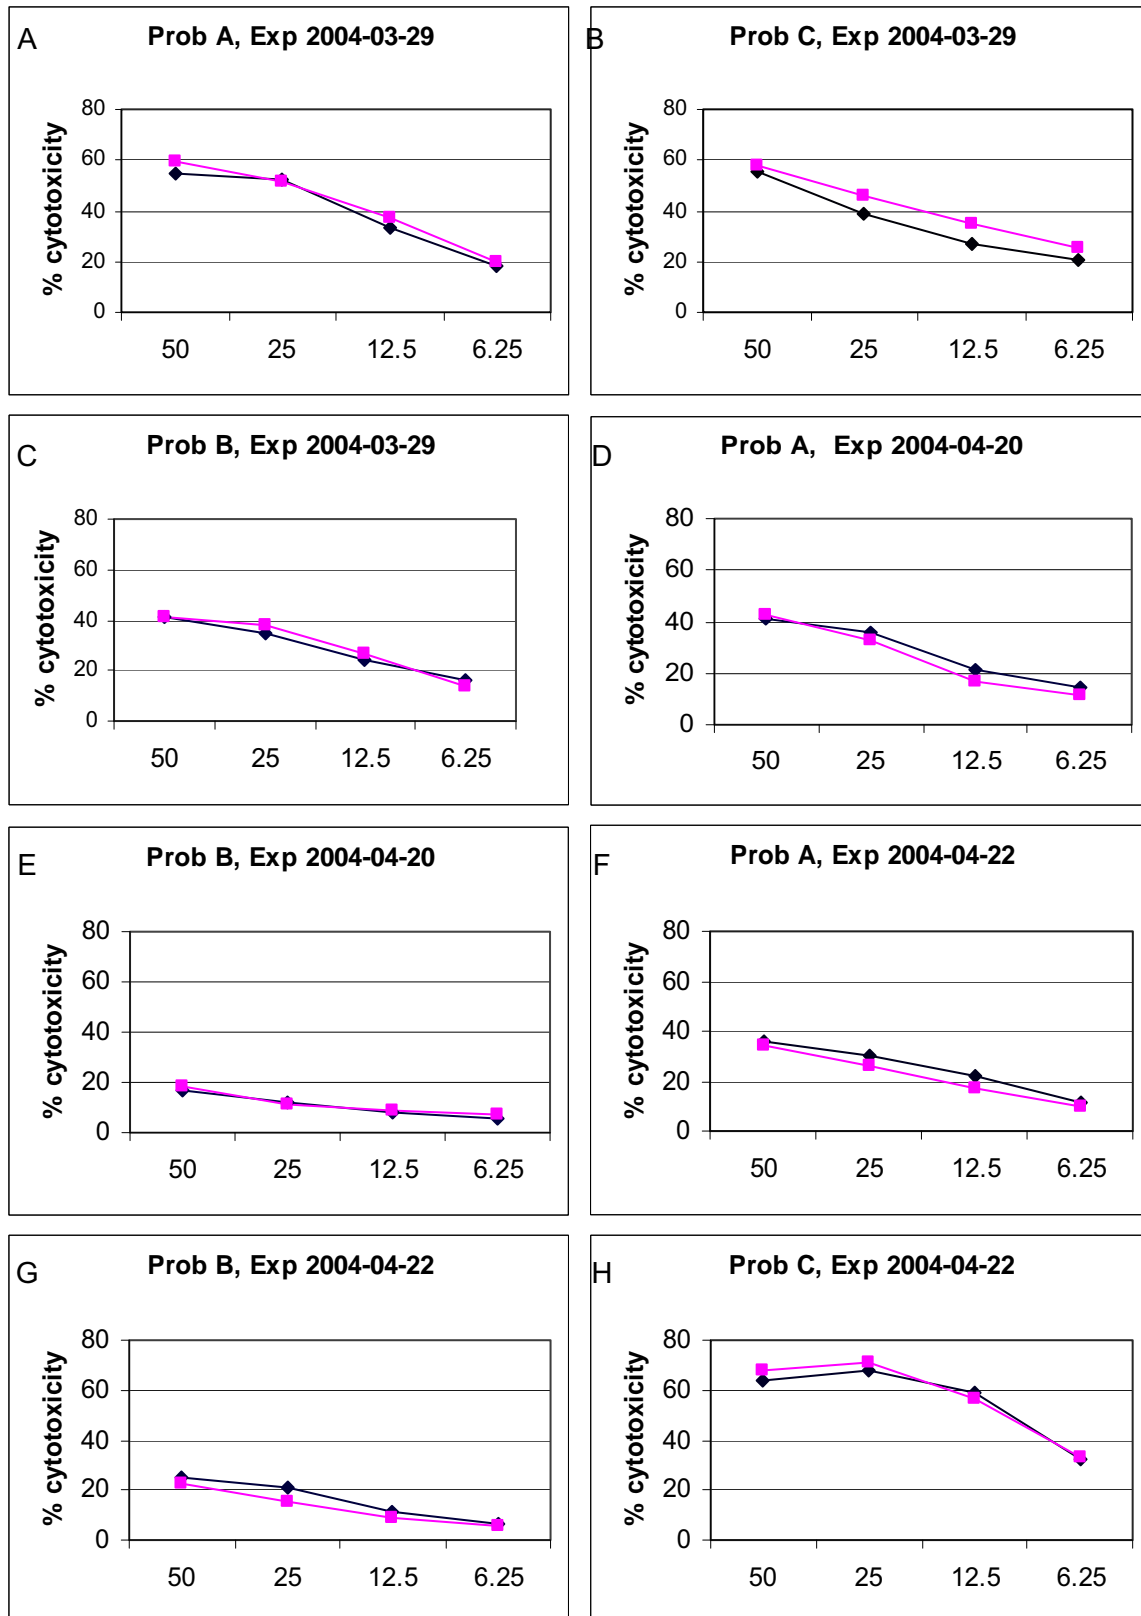 A
Prob A, Exp 2004-03-29
80
60
40
20
0
% cytotoxicity
50 25 12.5 6.25
B
Prob C, Exp 2004-03-29
80
60
40
20
0
% cytotoxicity
50 25 12.5 6.25
C
Prob B, Exp 2004-03-29
80
60
40
20
0
% cytotoxicity
50 25 12.5 6.25
D
Prob A, Exp 2004-04-20
80
60
40
20
0
% cytotoxicity
50 25 12.5 6.25
E
Prob B, Exp 2004-04-20
80
60
40
20
0
% cytotoxicity
50 25 12.5 6.25
F
Prob A, Exp 2004-04-22
80
60
40
20
0
% cytotoxicity
50 25 12.5 6.25
G
Prob B, Exp 2004-04-22
80
60
40
20
0
% cytotoxicity
50 25 12.5 6.25
H
Prob C, Exp 2004-04-22
80
60
40
20
0
% cytotoxicity
50 25 12.5 6.25